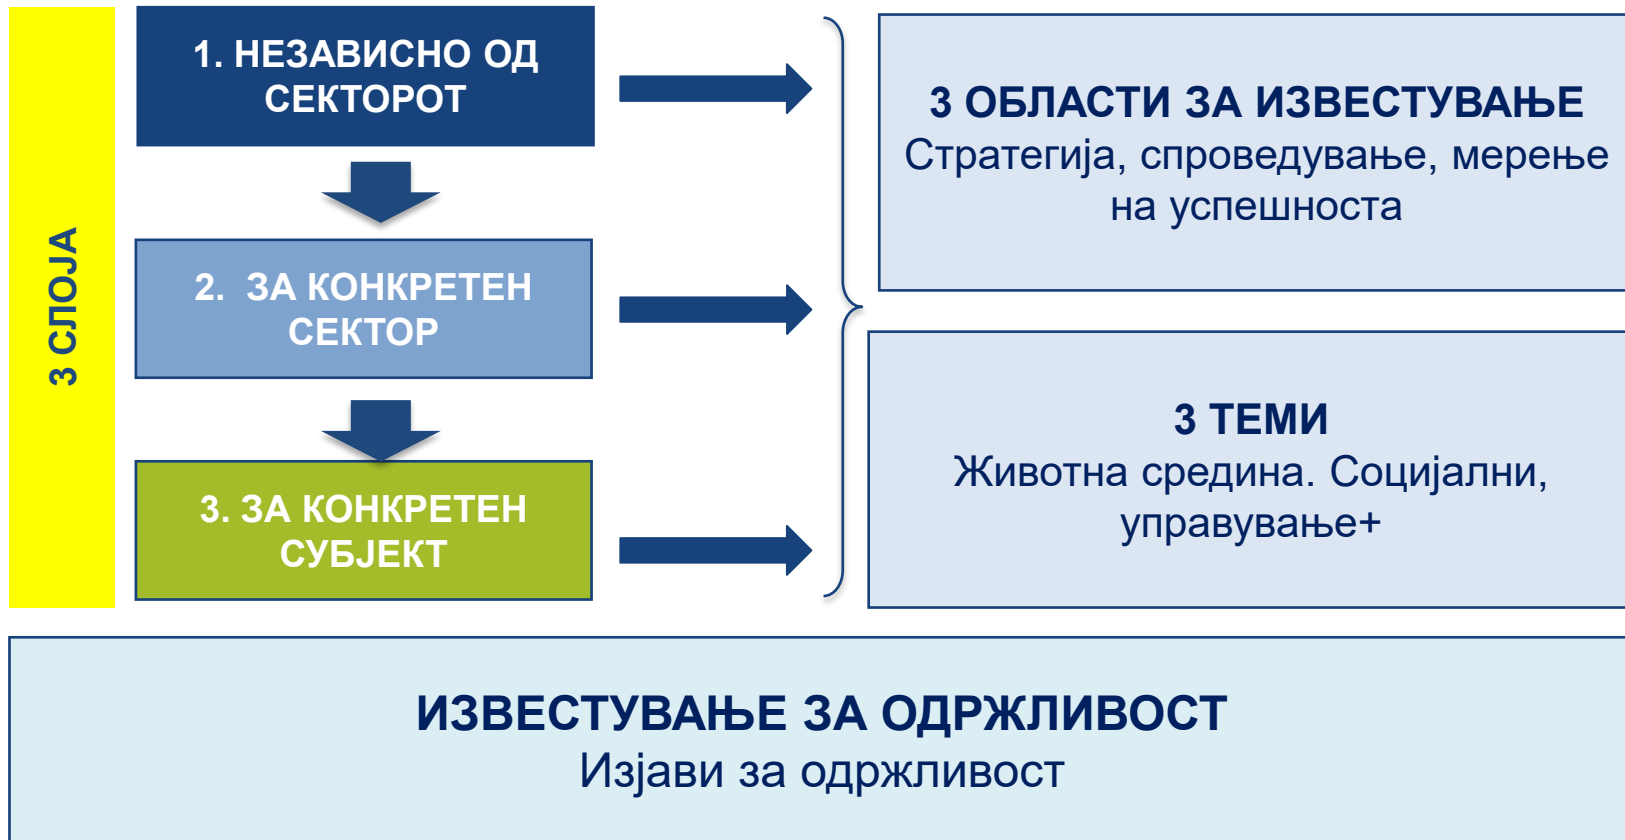 3 СЛОЈА
1. НЕЗАВИСНО ОД
СЕКТОРОТ
2. ЗА КОНКРЕТЕН
СЕКТОР
3. ЗА КОНКРЕТЕН
СУБЈЕКТ
3 ОБЛАСТИ ЗА ИЗВЕСТУВАЊЕ
Стратегија, спроведување, мерење
на успешноста
3 ТЕМИ
Животна средина. Социјални,
управување+
ИЗВЕСТУВАЊЕ ЗА ОДРЖЛИВОСТ
Изјави за одржливост